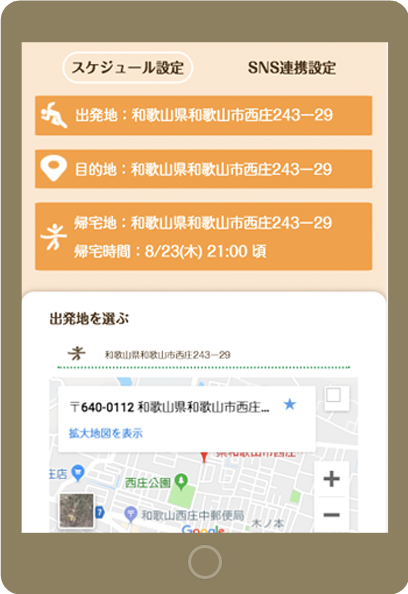 スケジュール設定
SNS連携設定
出発地：和歌山県和歌山市西庄243ー29
目的地：和歌山県和歌山市西庄243ー29
帰宅地：和歌山県和歌山市西庄243ー29
帰宅時間：8/23(木) 21:00 頃
出発地を選ぶ
和歌山県和歌山市西庄243ー29
〒640-0112 和歌山県和歌山市西庄...
拡大地図を表示
県和歌山市西庄
庄店
西庄公園
7
和歌山西庄中郵便局
木ノ本
Google